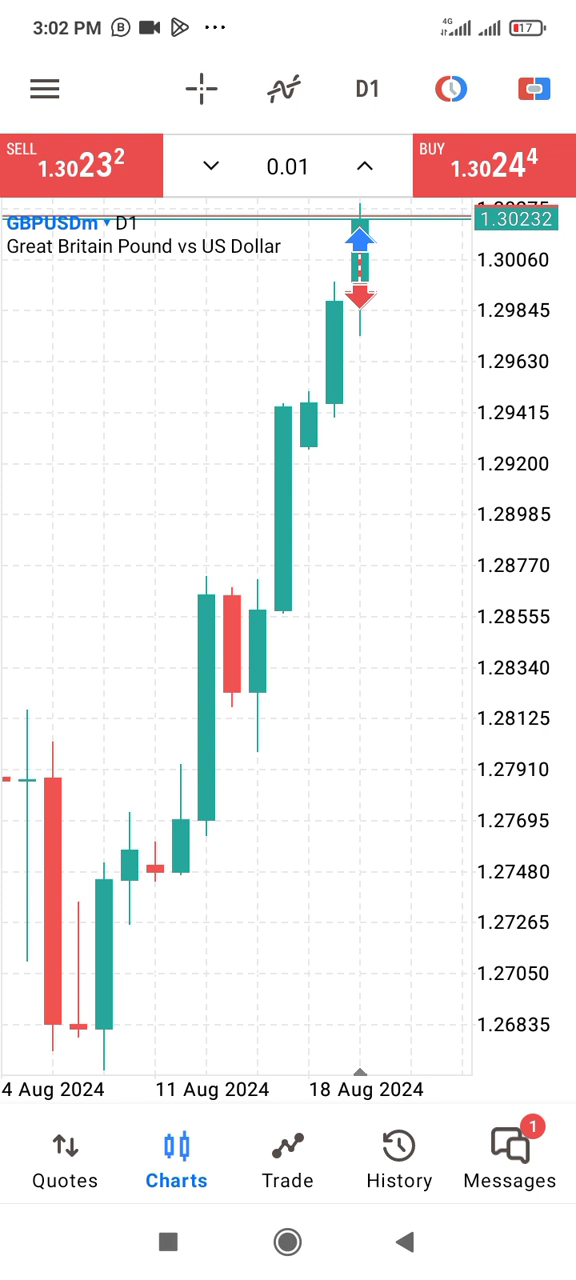 3:02 PM B ...
4G 17
D1
SELL 1.30232 0.01 BUY 1.30244
GBPUSDm D1 1.30232
Great Britain Pound vs US Dollar
1.30060
1.29845
1.29630
1.29415
1.29200
1.28985
1.28770
1.28555
1.28340
1.28125
1.27910
1.27695
1.27480
1.27265
1.27050
1.26835
4 Aug 2024 11 Aug 2024 18 Aug 2024
1
Quotes Charts Trade History Messages